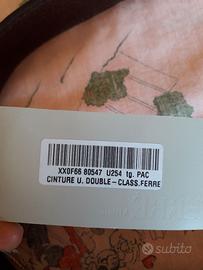 XX0F66 80547 U254 tg. PAC
CINTURE U. DOUBLE-CLASS.FERRE
subito